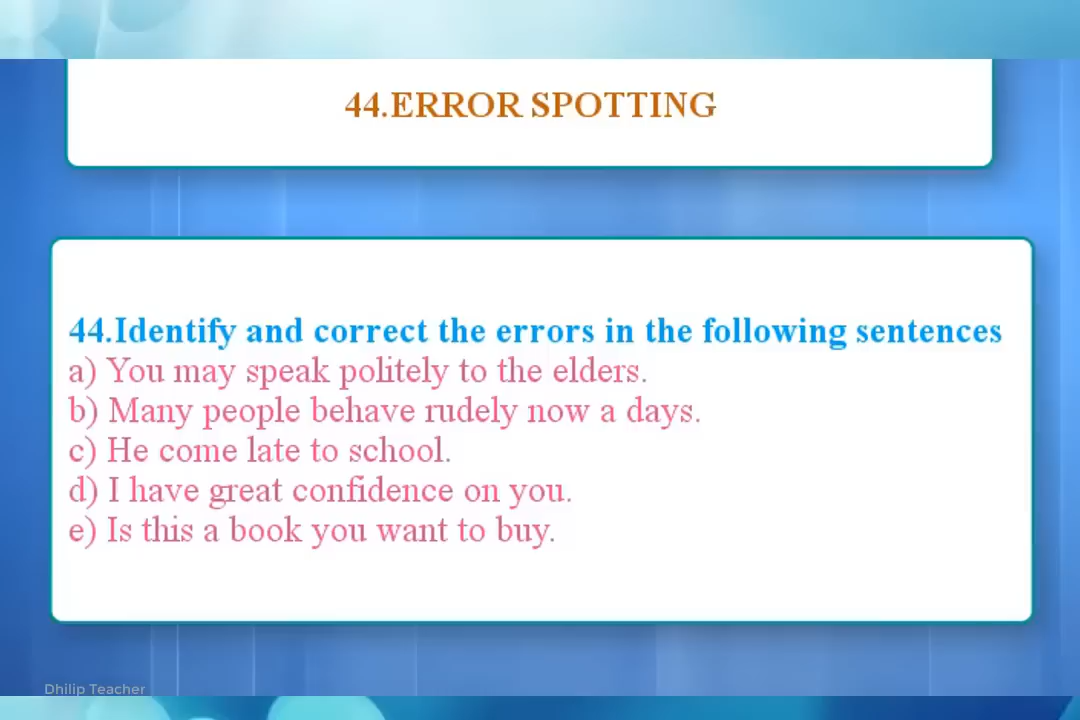 44.ERROR SPOTTING
44.Identify and correct the errors in the following sentences
a) You may speak politely to the elders.
b) Many people behave rudely now a days.
c) He come late to school.
d) I have great confidence on you.
e) Is this a book you want to buy.
Dhilip Teacher